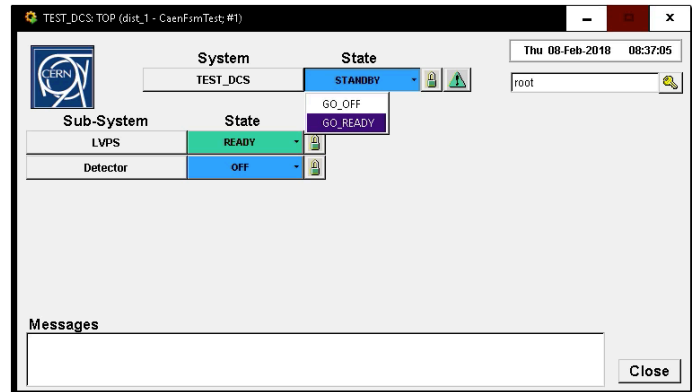 TEST_DCS: TOP (dist_1 - CaenFsmTest; #1)
x
CERN
System State
Thu 08-Feb-2018 08:37:05
TEST_DCS STANDBY
root
GO_OFF
GO_READY
Sub-System State
LVPS READY
Detector OFF
Messages
Close